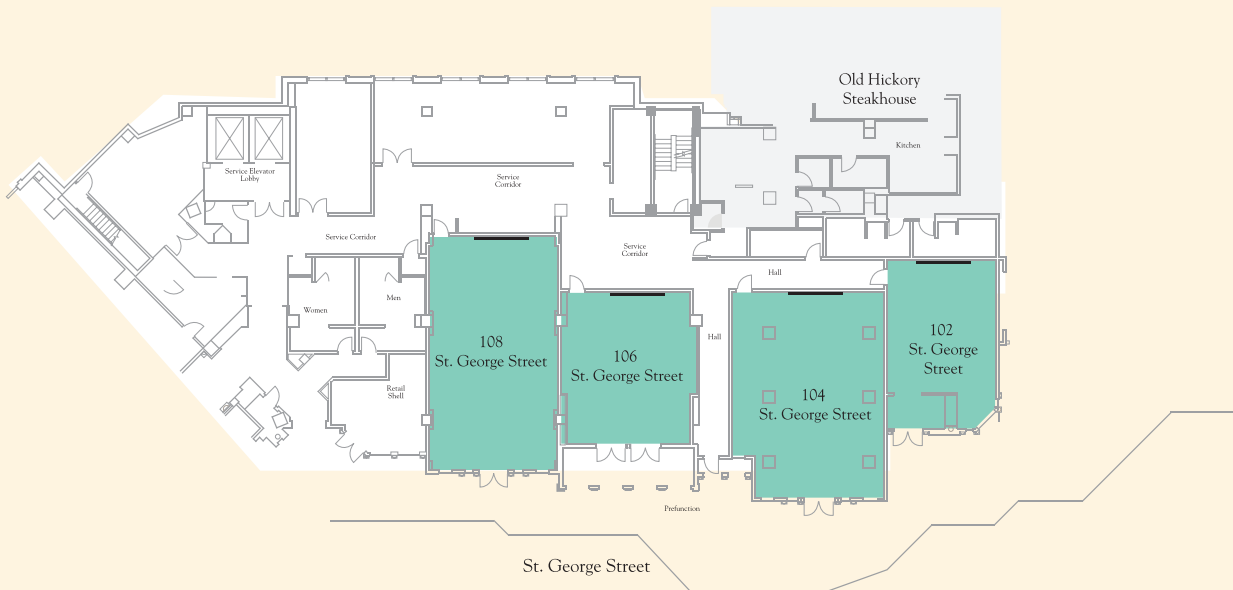 Old Hickory
Steakhouse
Kitchen
Service Elevator
Lobby
Service
Corridor
Service Corridor
Service
Corridor
Hall
Women
Men
Hall
108
St. George Street
106
St. George Street
102
St. George
Street
104
St. George Street
Retail
Shell
Prefunction
St. George Street